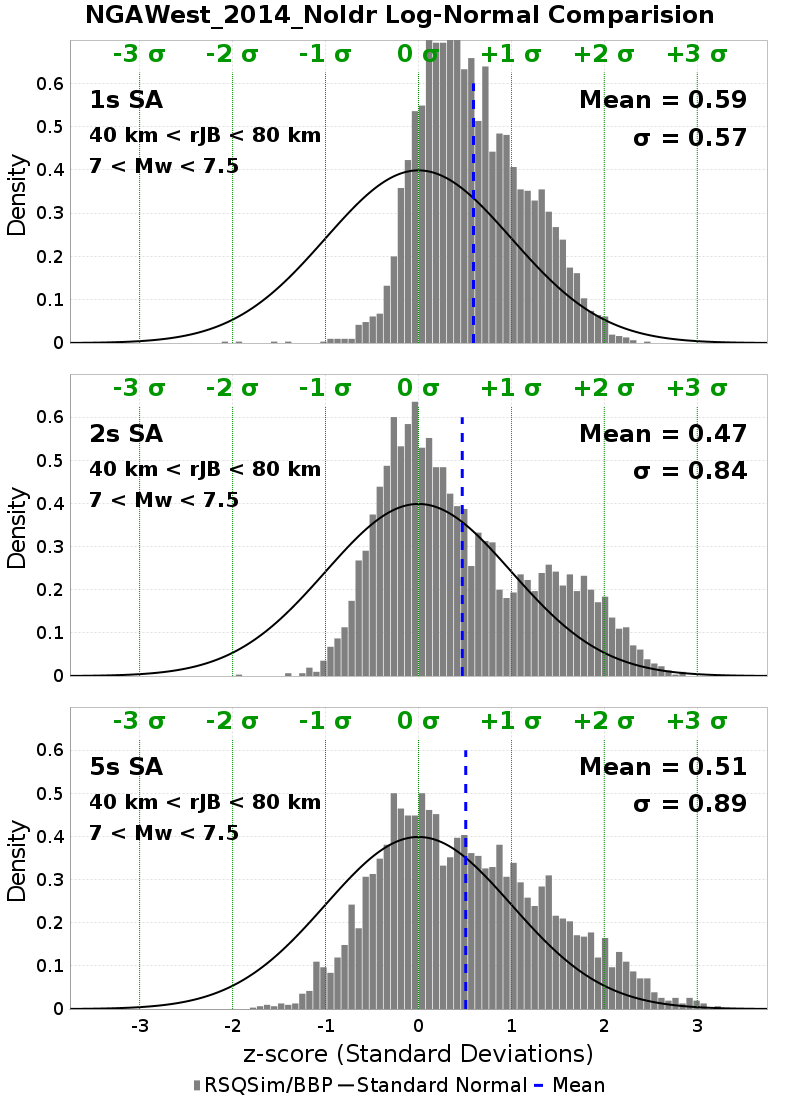 NGAWest_2014_NoIdr Log-Normal Comparision
-3 σ -2 σ -1 σ 0 σ +1 σ +2 σ +3 σ
1s SA Mean = 0.59
40 km < rJB < 80 km σ = 0.57
7 < Mw < 7.5
Density
0.6
0.5
0.4
0.3
0.2
0.1
0
-3 σ -2 σ -1 σ 0 σ +1 σ +2 σ +3 σ
2s SA Mean = 0.47
40 km < rJB < 80 km σ = 0.84
7 < Mw < 7.5
Density
0.6
0.5
0.4
0.3
0.2
0.1
0
-3 σ -2 σ -1 σ 0 σ +1 σ +2 σ +3 σ
5s SA Mean = 0.51
40 km < rJB < 80 km σ = 0.89
7 < Mw < 7.5
Density
0.6
0.5
0.4
0.3
0.2
0.1
0
-3 -2 -1 0 1 2 3
z-score (Standard Deviations)
RSQSim/BBP Standard Normal Mean